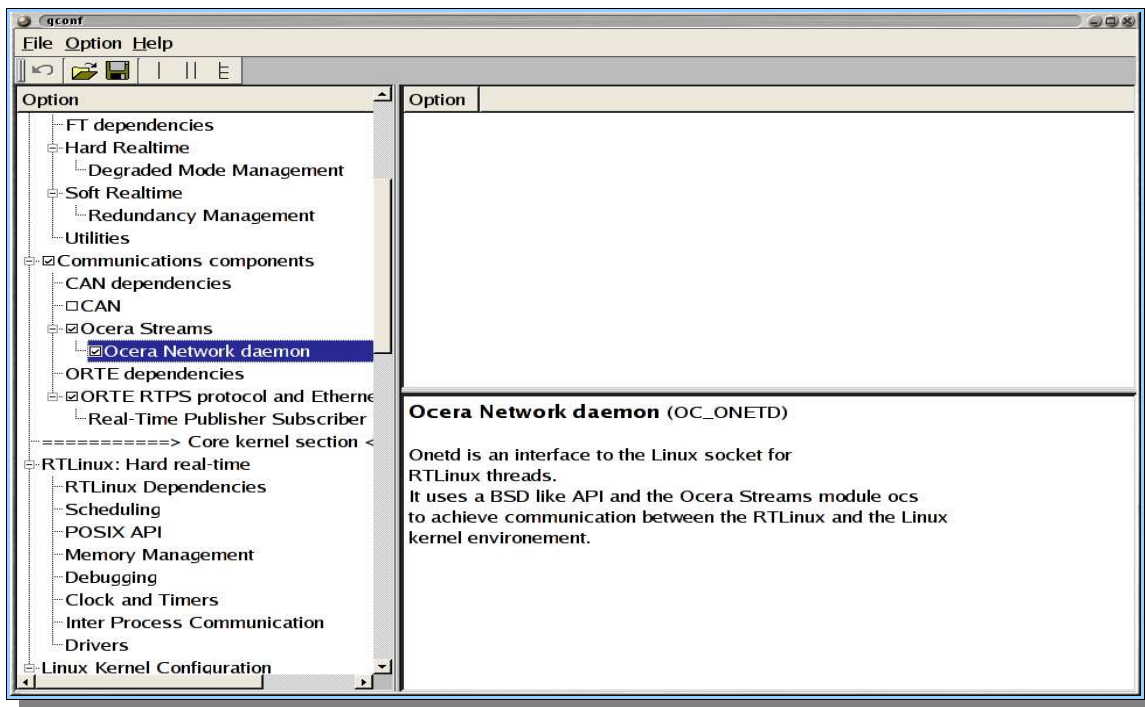 qconf
File Option Help
Option
FT dependencies
Hard Realtime
Degraded Mode Management
Soft Realtime
Redundancy Management
Utilities
Communications components
CAN dependencies
CAN
Ocera Streams
Ocera Network daemon
ORTE dependencies
ORTE RTPS protocol and Etherne
Real-Time Publisher Subscriber
===========> Core kernel section <
RTLinux: Hard real-time
RTLinux Dependencies
Scheduling
POSIX API
Memory Management
Debugging
Clock and Timers
Inter Process Communication
Drivers
Linux Kernel Configuration
Option
Ocera Network daemon (OC_ONETD)
Onetd is an interface to the Linux socket for
RTLinux threads.
It uses a BSD like API and the Ocera Streams module ocs
to achieve communication between the RTLinux and the Linux
kernel environement.